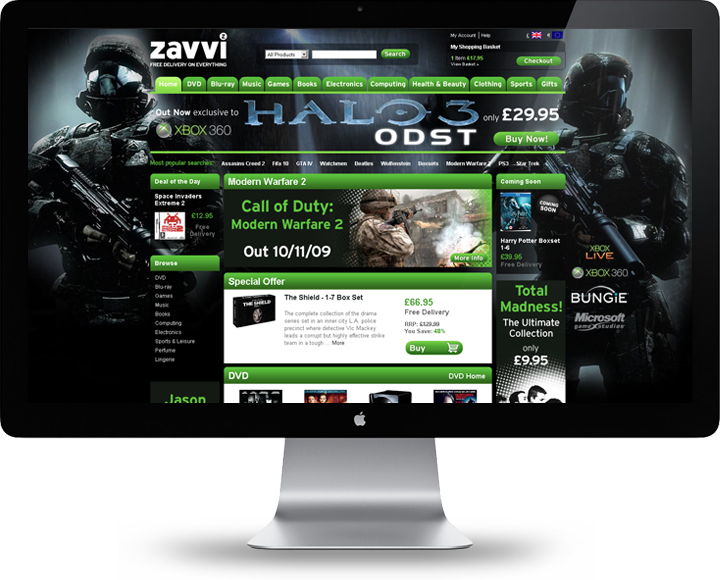 zavvi
FREE DELIVERY ON EVERYTHING
All Products
Search
My Account | Help
£
€
My Shopping Basket
1 Item £17.95
View Basket
Checkout
Home
DVD
Blu-ray
Music
Games
Books
Electronics
Computing
Health & Beauty
Clothing
Sports
Gifts
Out Now exclusive to
XBOX 360
HALO 3
ODST
only £29.95
Buy Now!
Most popular searches:
Assassins Creed 2
Fifa 10
GTA IV
Watchmen
Beatles
Wolfenstein
Modern Warfare 2
PS3
Star Trek
Deal of the Day
Space Invaders
Extreme 2
£12.95
Free
Delivery
Browse
DVD
Blu-ray
Games
Music
Books
Computing
Electronics
Sports & Leisure
Perfume
Lingerie
Jason
Modern Warfare 2
Call of Duty:
Modern Warfare 2
Out 10/11/09
More Info
Special Offer
THE SHIELD
The Shield - 1-7 Box Set
The complete collection of the drama
series set in an inner city L.A. police
precinct where detective Vic Mackey
leads a corrupt but highly effective strike
team in a tough ... More
£66.95
Free Delivery
RRP: £129.99
You Save: 48%
Buy
DVD
DVD Home
Coming Soon
COMING
SOON
Harry Potter Boxset
1-6
£39.95
Free Delivery
Total
Madness!
The Ultimate
Collection
only
£9.95
XBOX
LIVE
XBOX 360
BUNGIE
Microsoft
game studios